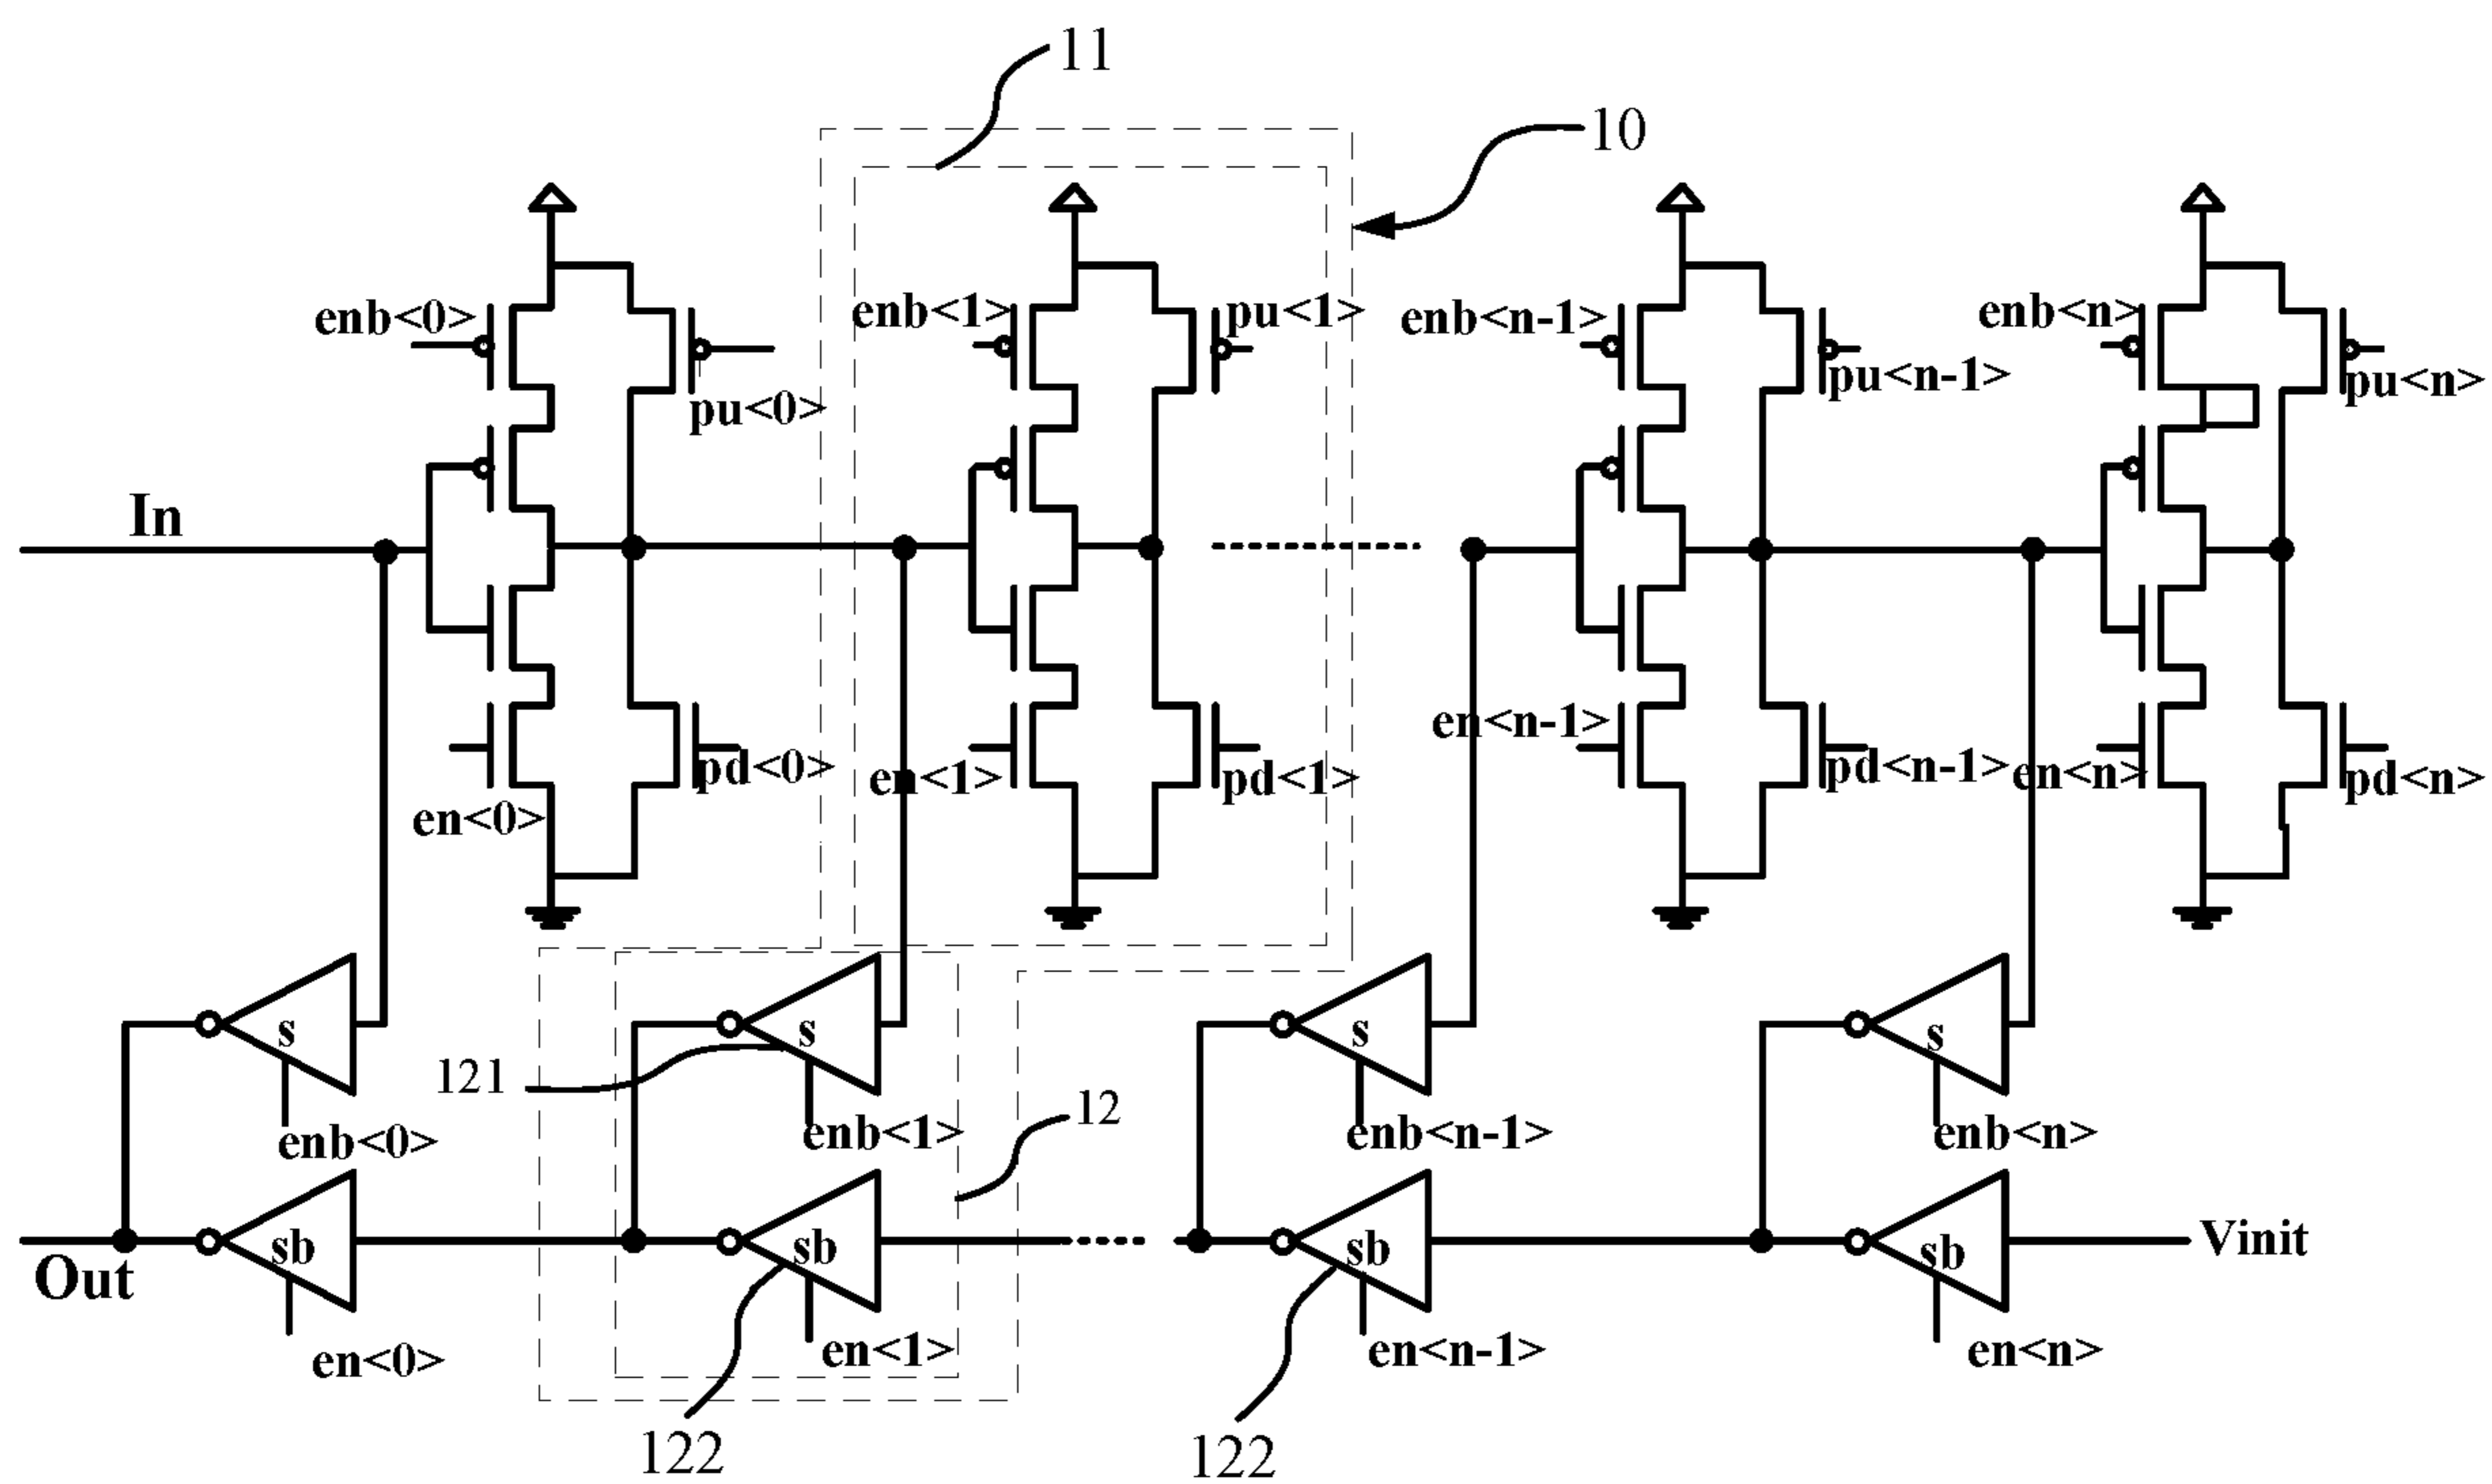 11
10
enb<0>
enb<1>
pu<1>
enb<n-1>
enb<n>
pu<0>
pu<n-1>
pu<n>
In
en<n-1>
pd<0>
en<1>
pd<1>
pd<n-1>
en<n>
pd<n>
en<0>
s
s
s
s
121
12
enb<0>
enb<1>
enb<n-1>
enb<n>
sb
sb
sb
sb
Vinit
Out
en<0>
en<1>
en<n-1>
en<n>
122
122